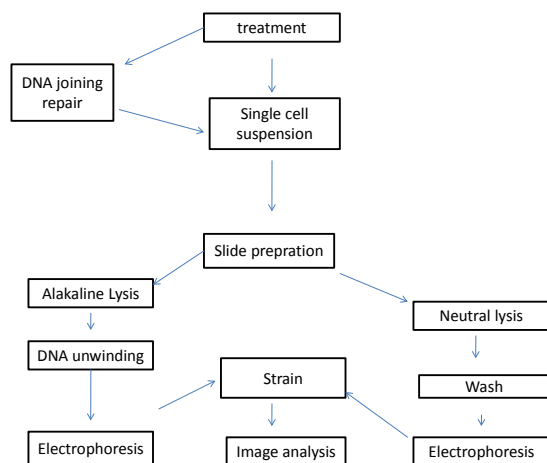 treatment
DNA joining
repair
Single cell
suspension
Slide prepration
Alakaline Lysis
Neutral lysis
DNA unwinding
Strain
Wash
Electrophoresis
Image analysis
Electrophoresis